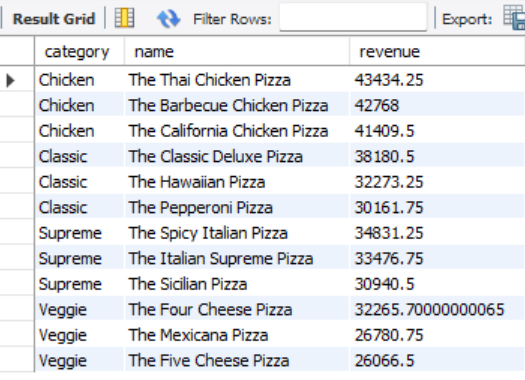 Result Grid Filter Rows: Export:
category name revenue
Chicken The Thai Chicken Pizza 43434.25
Chicken The Barbecue Chicken Pizza 42768
Chicken The California Chicken Pizza 41409.5
Classic The Classic Deluxe Pizza 38180.5
Classic The Hawaiian Pizza 32273.25
Classic The Pepperoni Pizza 30161.75
Supreme The Spicy Italian Pizza 34831.25
Supreme The Italian Supreme Pizza 33476.75
Supreme The Sicilian Pizza 30940.5
Veggie The Four Cheese Pizza 32265.70000000065
Veggie The Mexicana Pizza 26780.75
Veggie The Five Cheese Pizza 26066.5